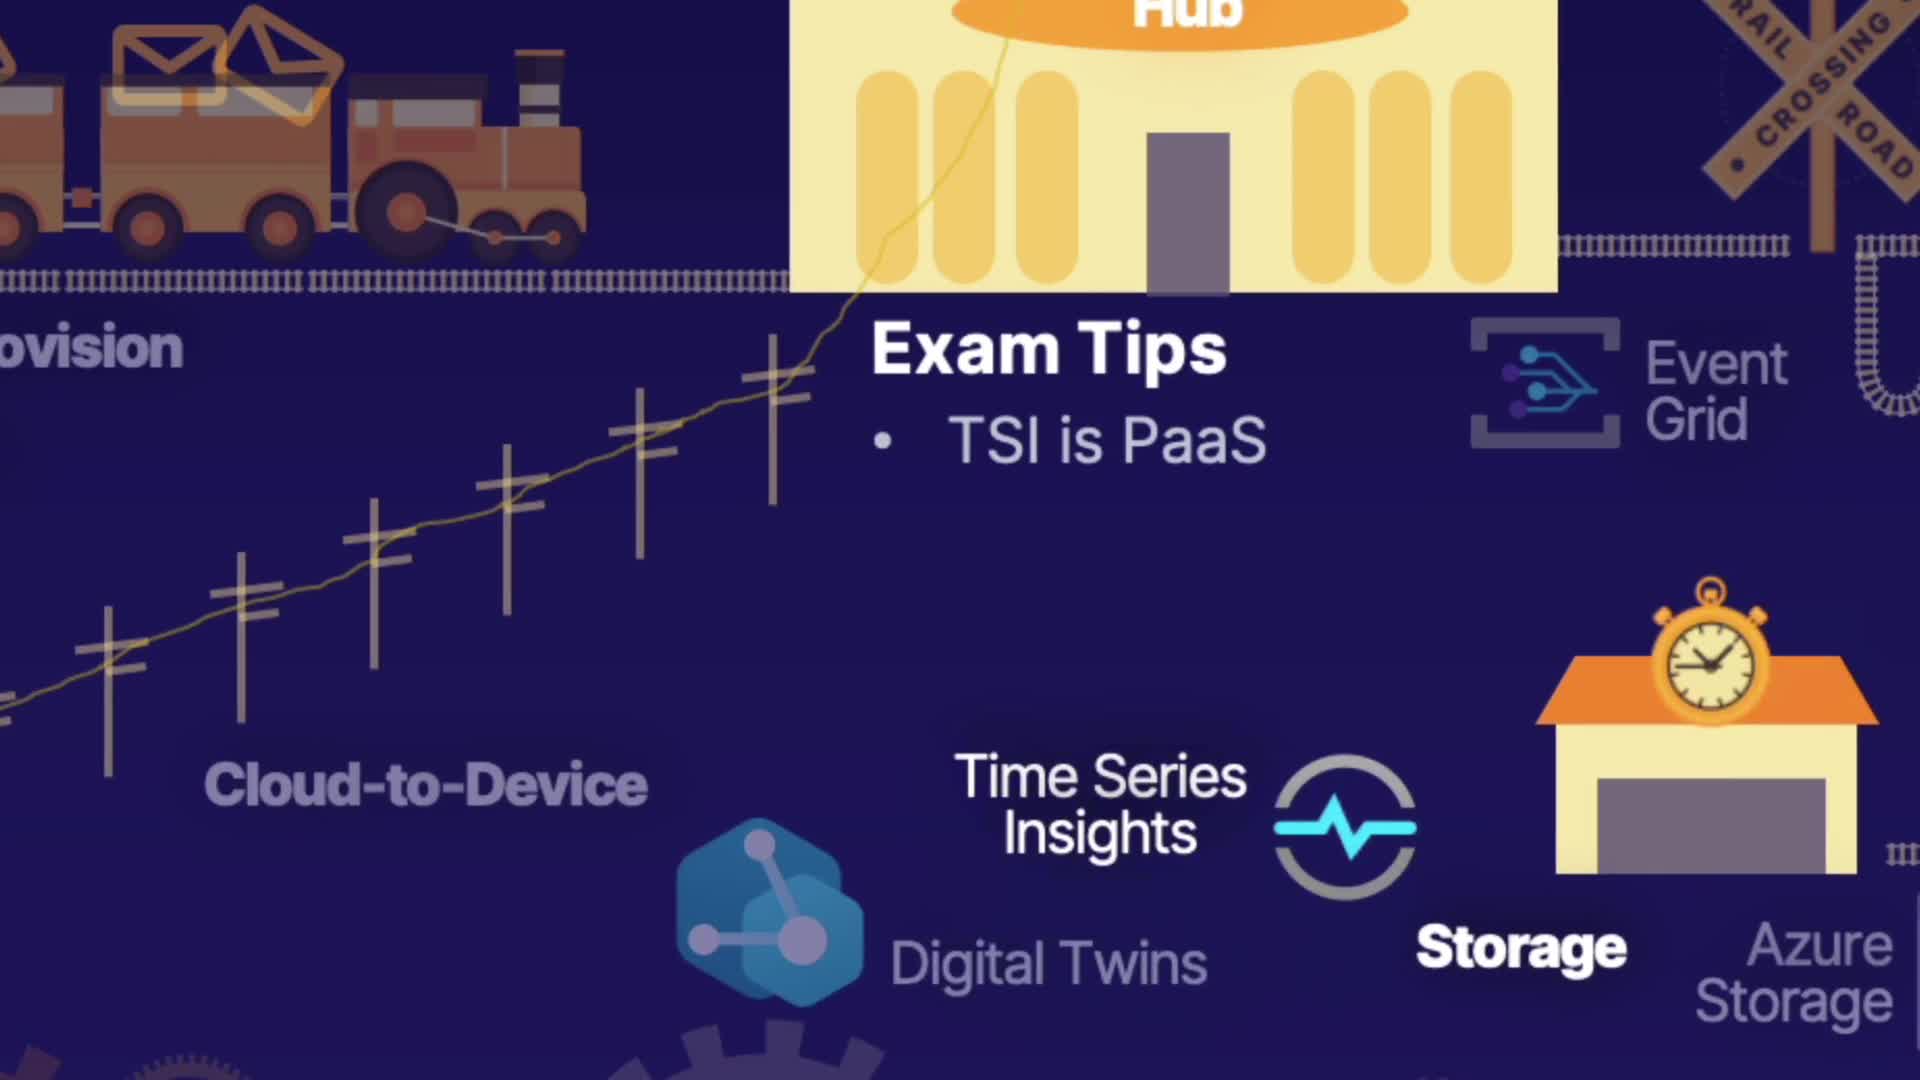 Hub
RAIL
CROSSING
ROAD
ovision
Exam Tips
• TSI is PaaS
Event
Grid
Cloud-to-Device
Time Series
Insights
Digital Twins
Storage
Azure
Storage